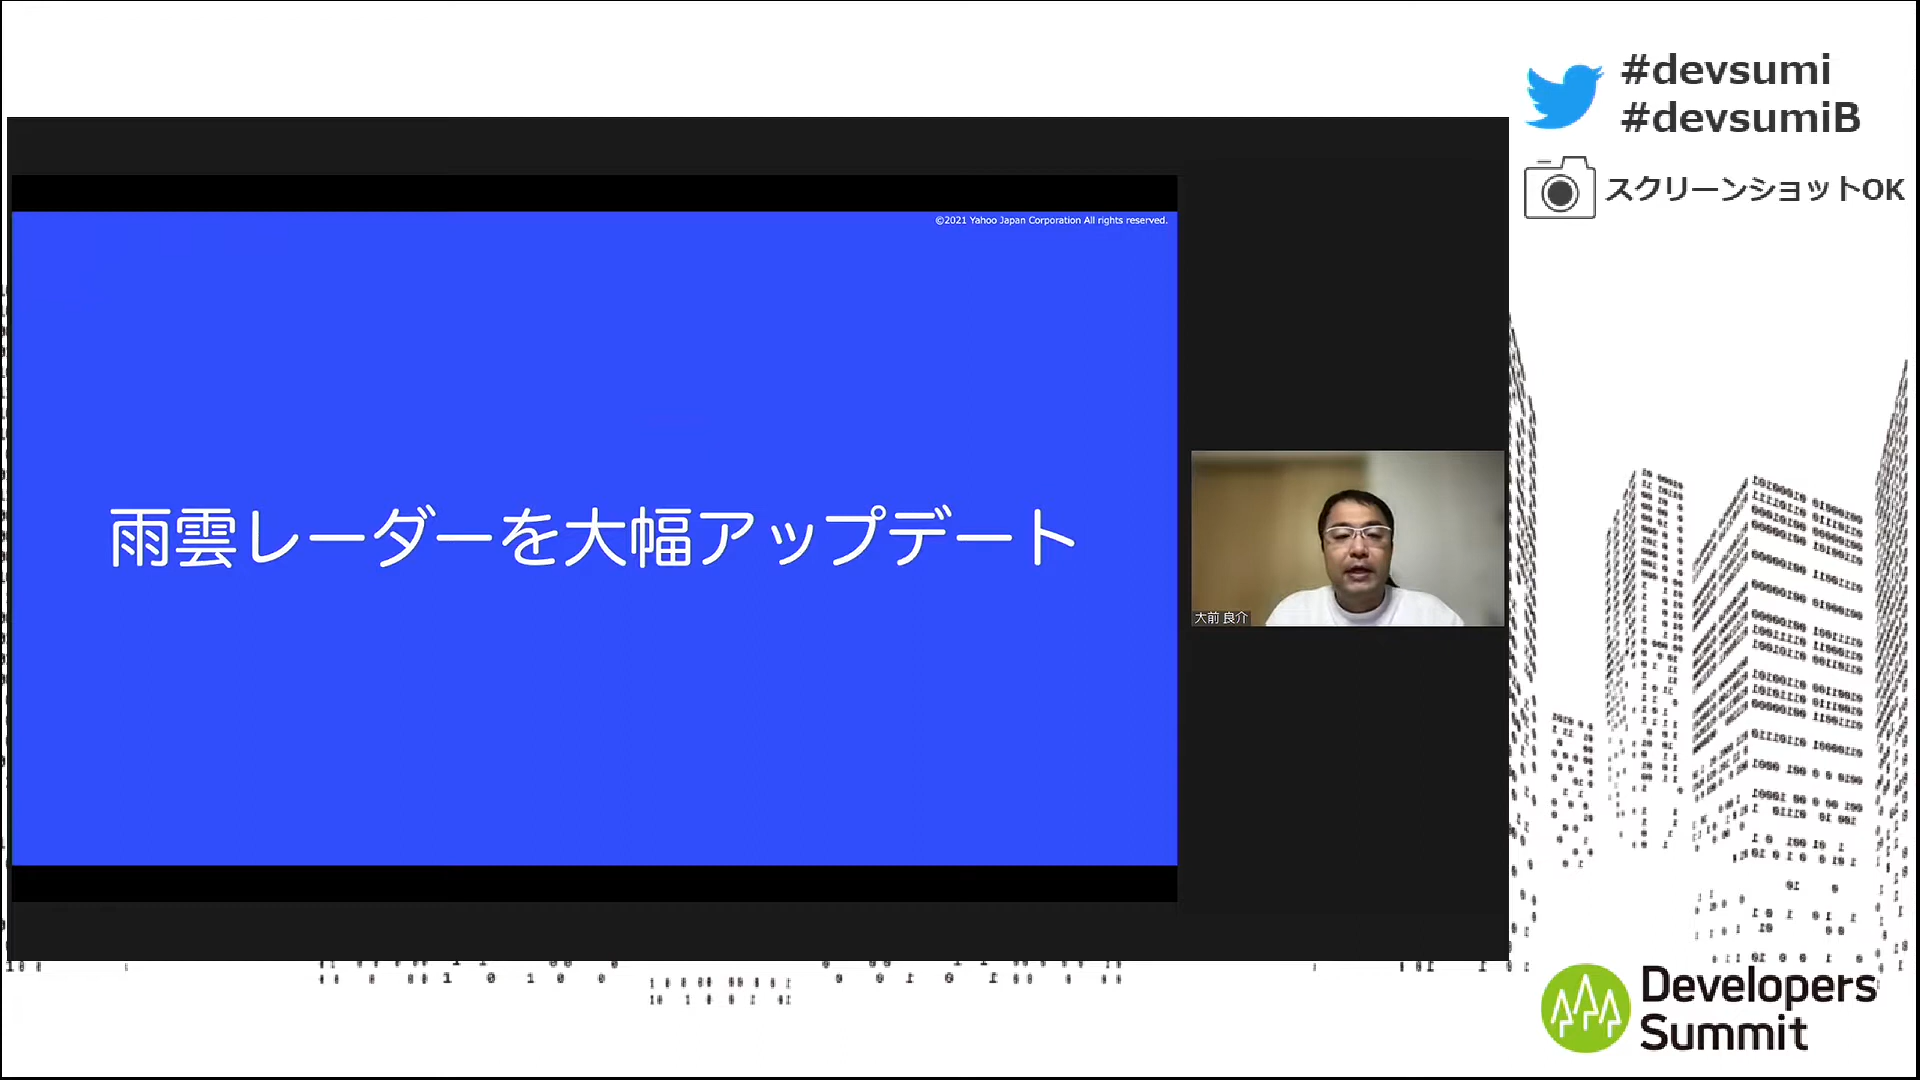 #devsumi
#devsumiB
スクリーンショットOK
©2021 Yahoo Japan Corporation All rights reserved.
雨雲レーダーを大幅アップデート
大前 良介
Developers
Summit